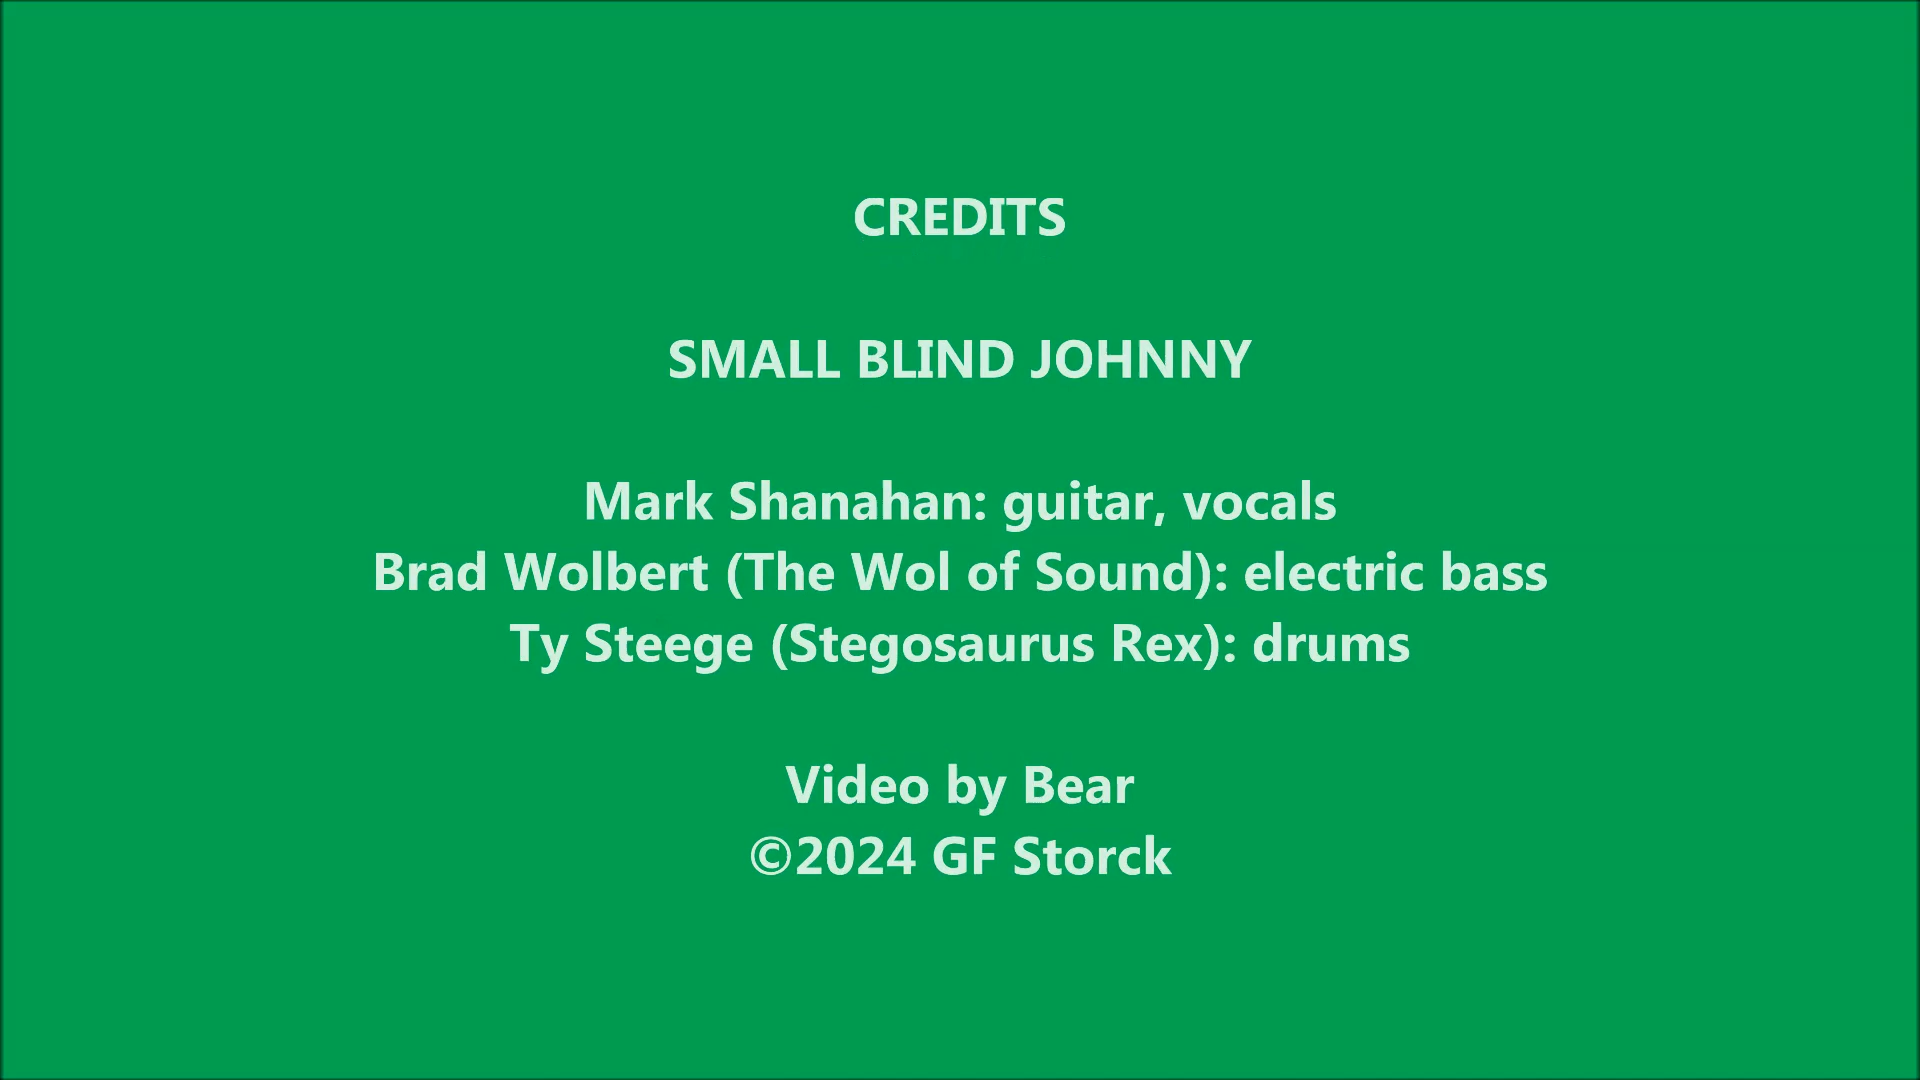 CREDITS
SMALL BLIND JOHNNY
Mark Shanahan: guitar, vocals
Brad Wolbert (The Wol of Sound): electric bass
Ty Steege (Stegosaurus Rex): drums
Video by Bear
©2024 GF Storck